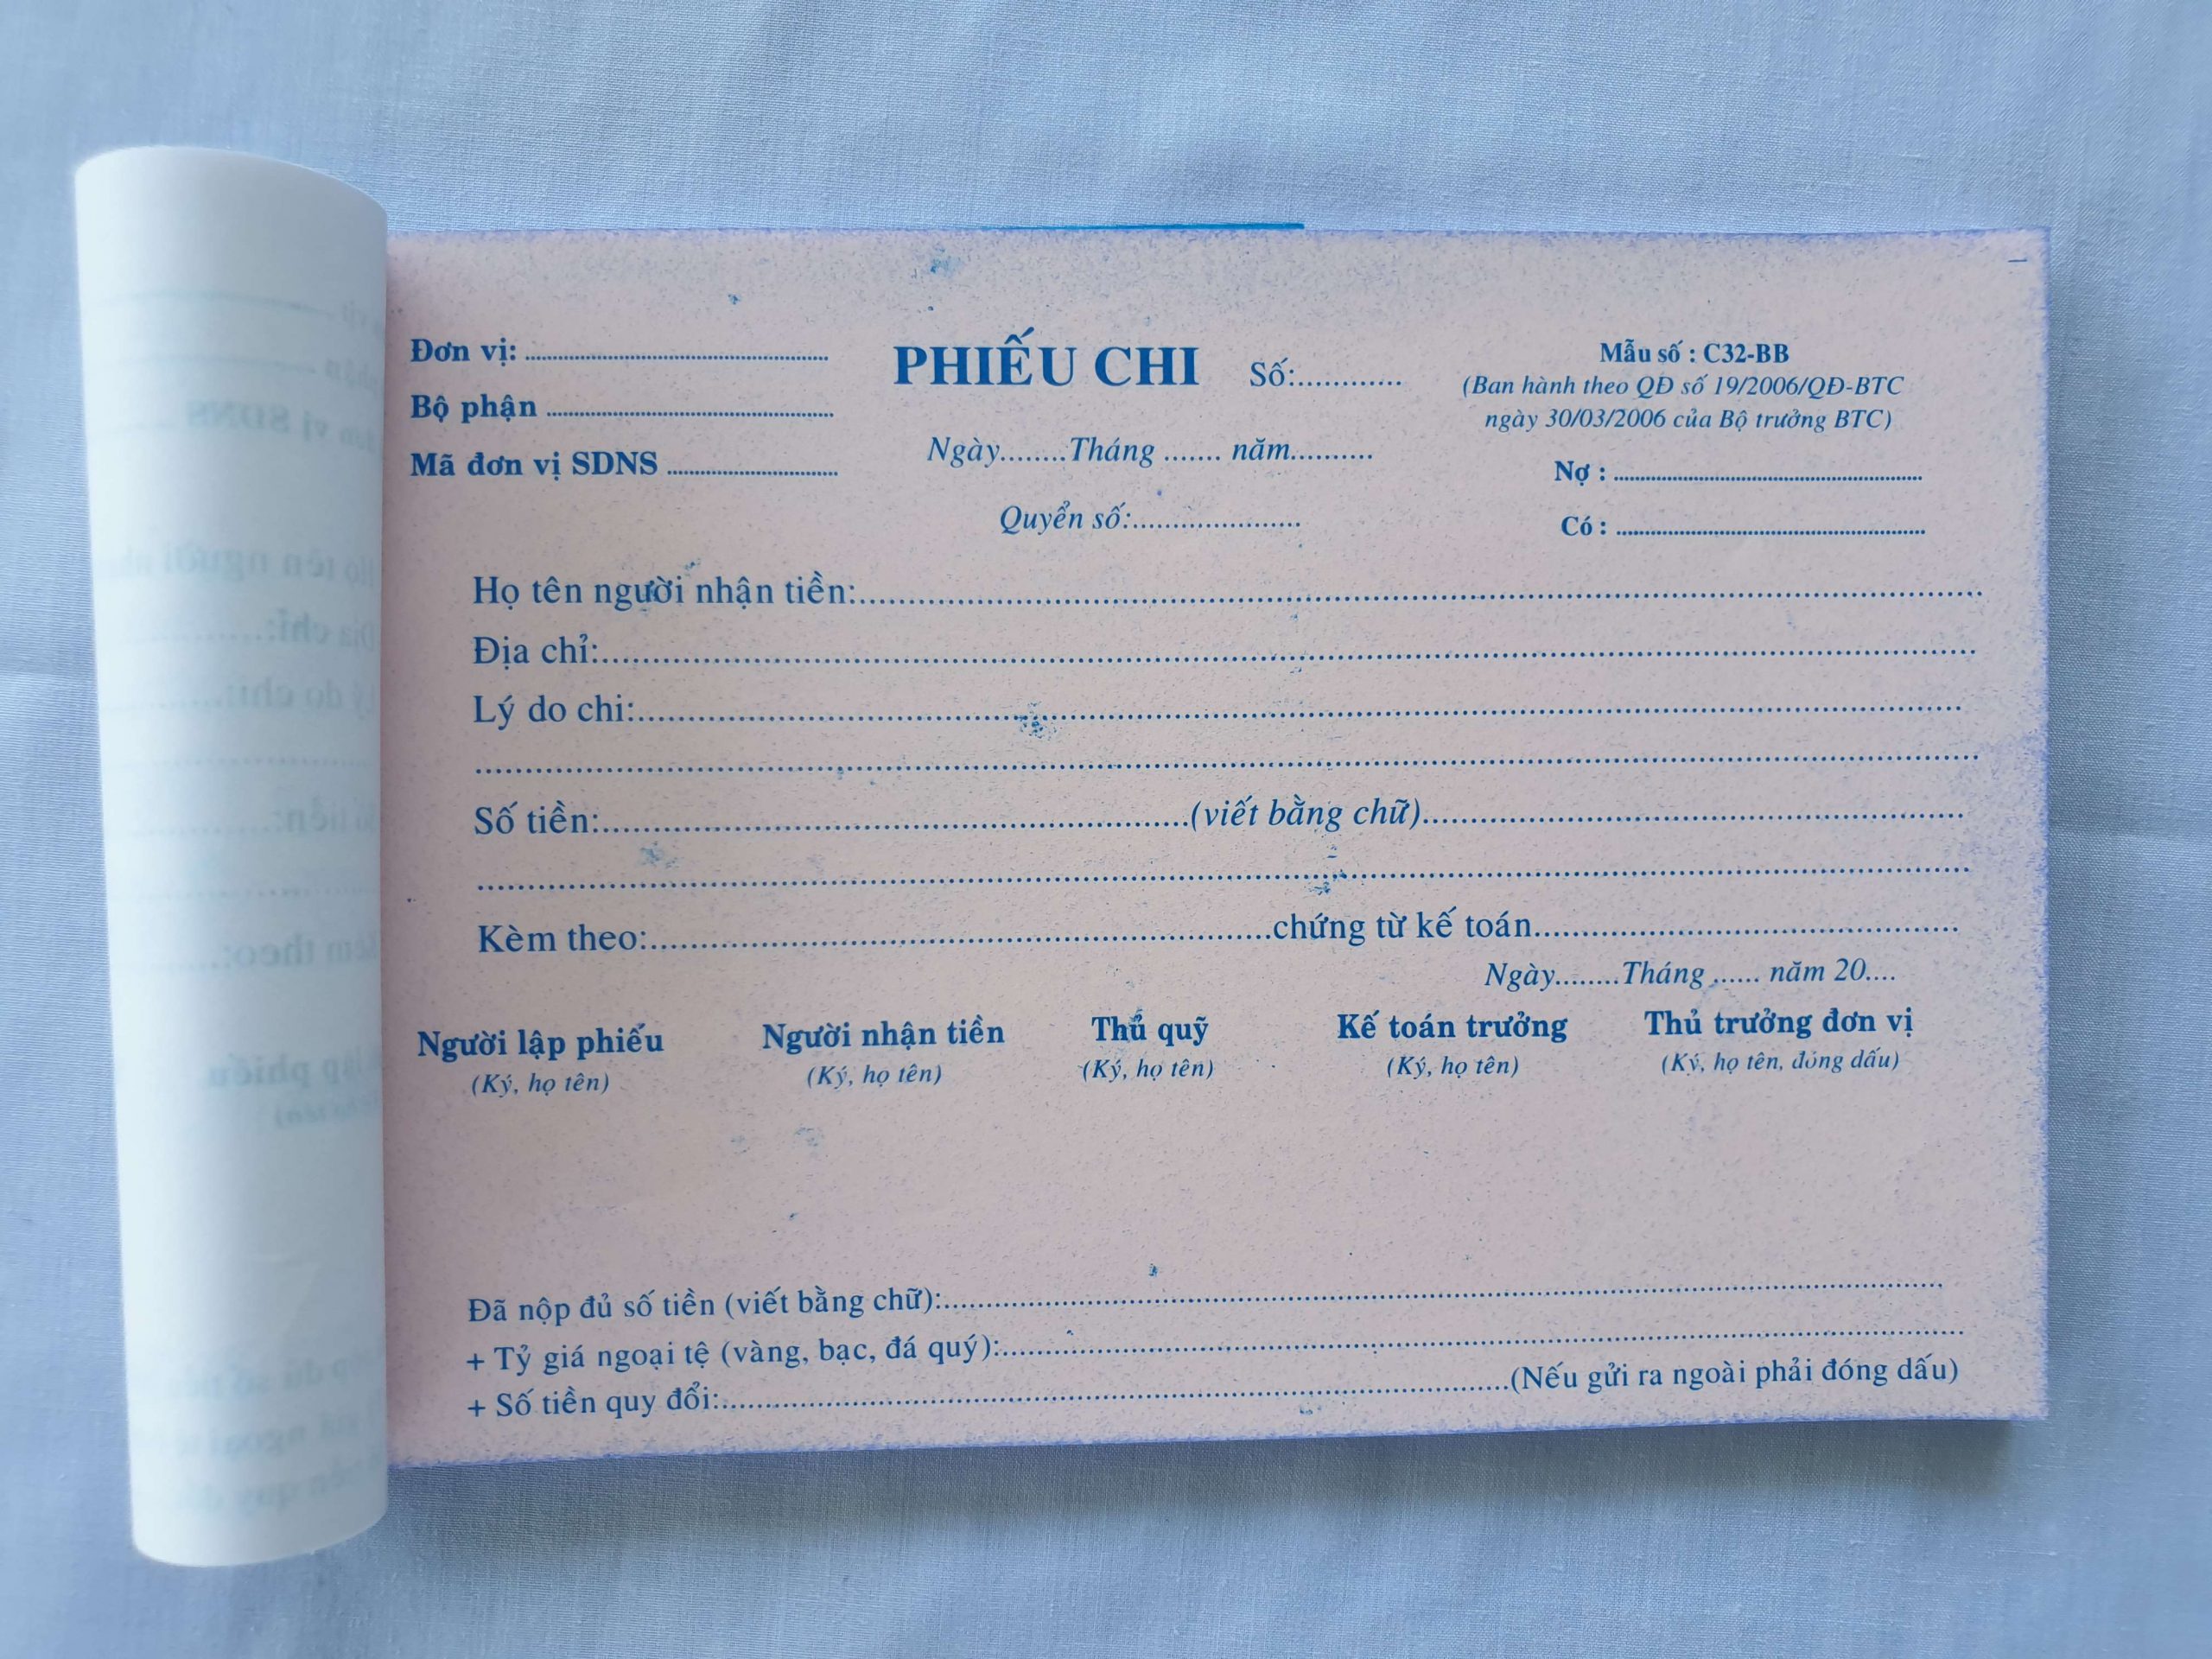 Đơn vị: ........................
PHIẾU CHI Số:.............
Mẫu số : C32-BB
(Ban hành theo QĐ số 19/2006/QĐ-BTC
ngày 30/03/2006 của Bộ trưởng BTC)
Bộ phận ........................
Mã đơn vị SDNS ........................
Ngày........Tháng ....... năm..........
Quyển số:.....................
Nợ : ........................
Có : ........................
Họ tên người nhận tiền:........................
Địa chỉ:........................
Lý do chi:........................
........................
Số tiền:........................(viết bằng chữ)........................
........................
Kèm theo:........................chứng từ kế toán........................
Ngày........Tháng ...... năm 20....
Người lập phiếu Người nhận tiền Thủ quỹ Kế toán trưởng Thủ trưởng đơn vị
(Ký, họ tên) (Ký, họ tên) (Ký, họ tên) (Ký, họ tên) (Ký, họ tên, đóng dấu)
Đã nộp đủ số tiền (viết bằng chữ):........................
+ Tỷ giá ngoại tệ (vàng, bạc, đá quý):........................
+ Số tiền quy đổi:........................(Nếu gửi ra ngoài phải đóng dấu)